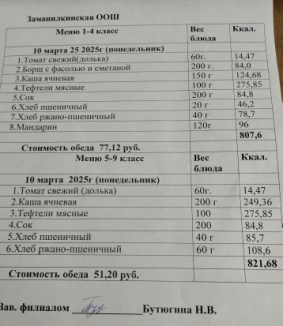 Заманилкинская ООШ
Меню 1-4 класс Вес блюда Ккал.
10 марта 25 2025г (понедельник)
1.Томат свежий(долька) 60г. 14,47
2.Борщ с фасолью и сметаной 200 г. 84,0
3.Каша ячневая 150 г 124,68
4.Тефтели мясные 100 г 275,85
5.Сок 200 г 84,8
6.Хлеб пшеничный 20 г 46,2
7.Хлеб ржано-пшеничный 40 г 78,7
8.Мандарин 120г 96
807,6
Стоимость обеда 77,12 руб.
Меню 5-9 класс Вес блюда Ккал.
10 марта 2025г (понедельник)
1.Томат свежий (долька) 60г. 14,47
2.Каша ячневая 200 г 249,36
3.Тефтели мясные 100 275,85
4.Сок 200 84,8
5.Хлеб пшеничный 40 г 85,7
6.Хлеб ржано-пшеничный 60 г 108,6
821,68
Стоимость обеда 51,20 руб.
Зав. филиалом Бутюгина Н.В.